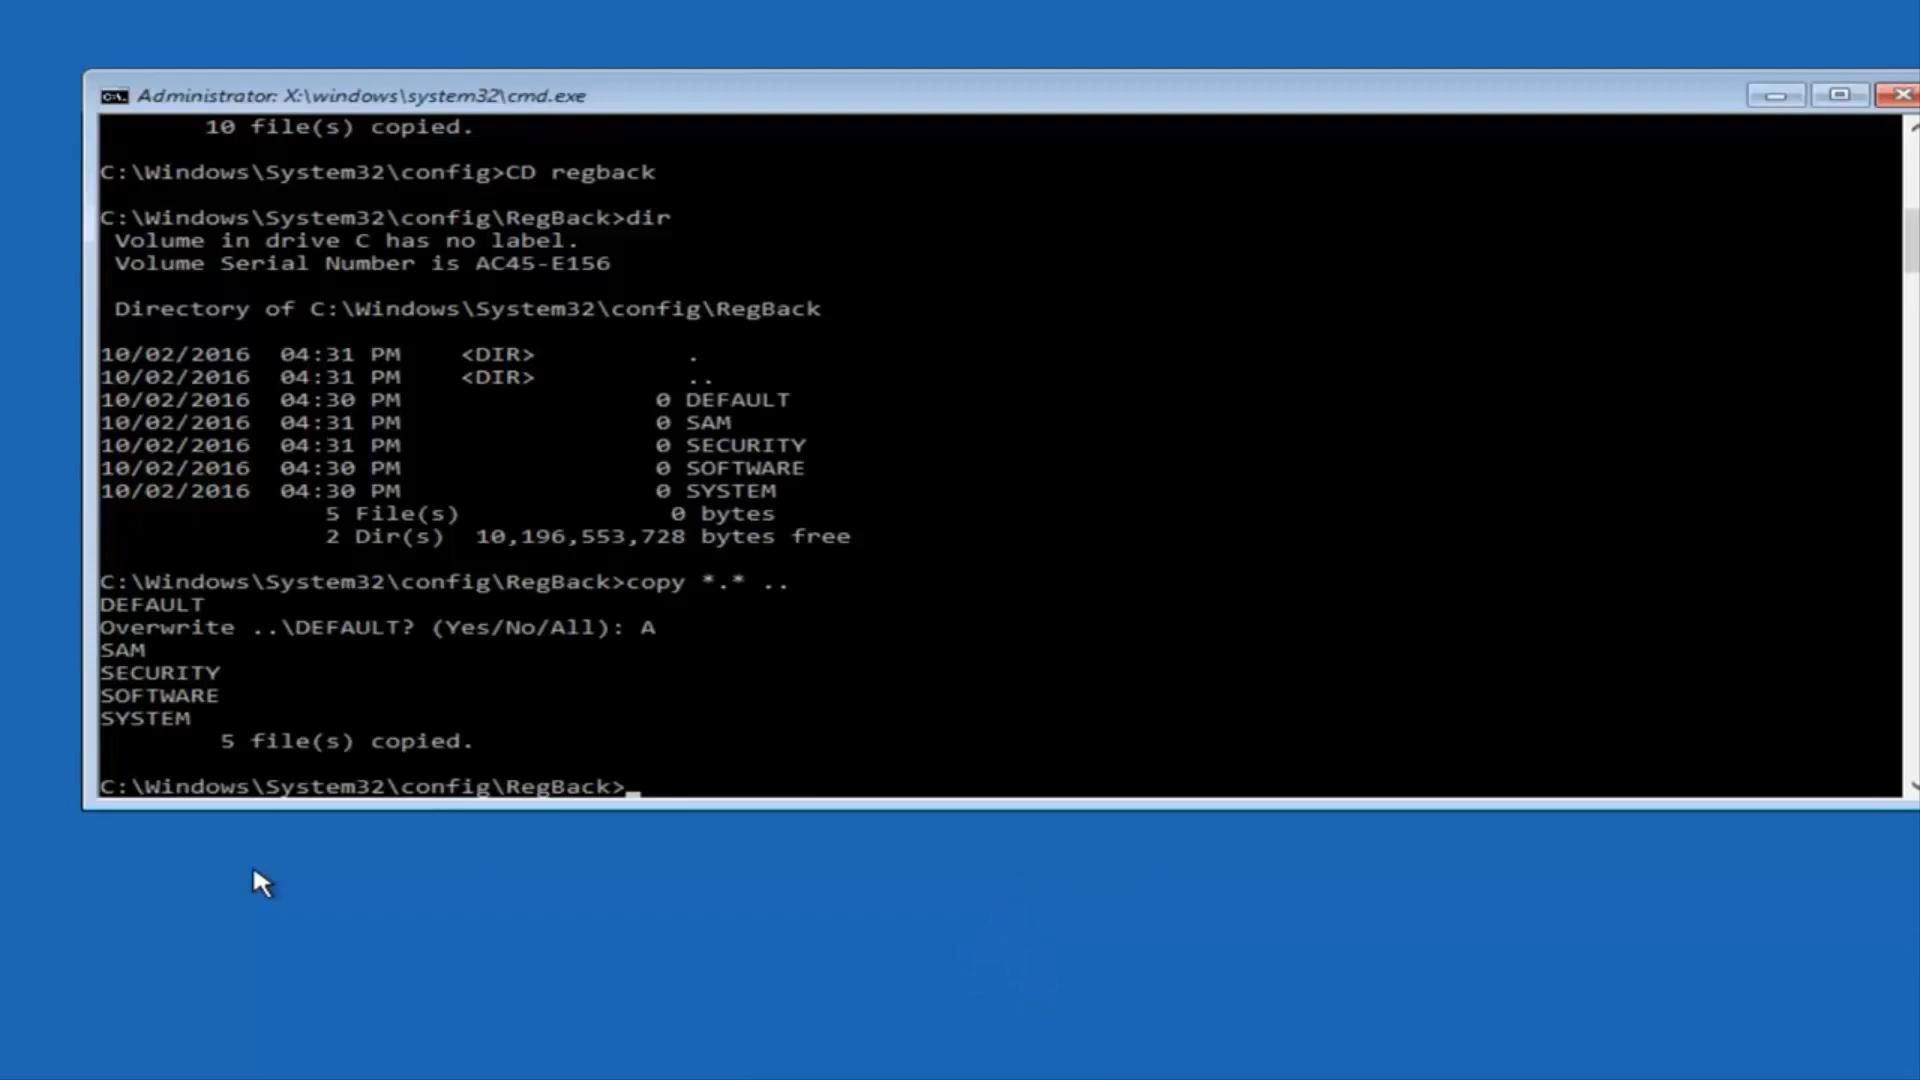 Administrator: X:\windows\system32\cmd.exe
10 file(s) copied.
C:\Windows\System32\config>CD regback
C:\Windows\System32\config\RegBack>dir
Volume in drive C has no label.
Volume Serial Number is AC45-E156
Directory of C:\Windows\System32\config\RegBack
10/02/2016 04:31 PM <DIR> .
10/02/2016 04:31 PM <DIR> ..
10/02/2016 04:30 PM 0 DEFAULT
10/02/2016 04:31 PM 0 SAM
10/02/2016 04:31 PM 0 SECURITY
10/02/2016 04:30 PM 0 SOFTWARE
10/02/2016 04:30 PM 0 SYSTEM
5 File(s) 0 bytes
2 Dir(s) 10,196,553,728 bytes free
C:\Windows\System32\config\RegBack>copy *.* ..
DEFAULT
Overwrite ..\DEFAULT? (Yes/No/All): A
SAM
SECURITY
SOFTWARE
SYSTEM
5 file(s) copied.
C:\Windows\System32\config\RegBack>_